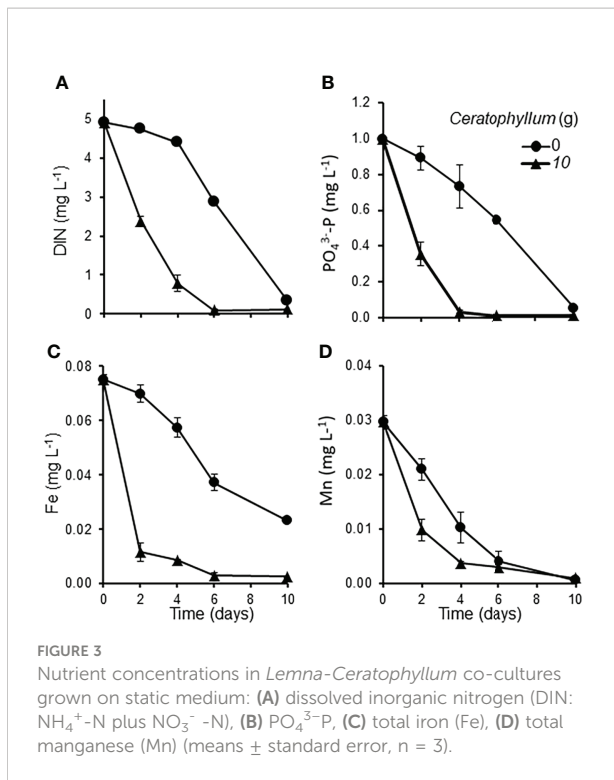 A
5
4
3
2
1
0
DIN (mg L⁻¹)
0 2 4 6 8 10
B
Ceratophyllum (g)
0
10
1.2
1.0
0.8
0.6
0.4
0.2
0.0
PO₄³⁻-P (mg L⁻¹)
0 2 4 6 8 10
C
0.08
0.06
0.04
0.02
0.00
Fe (mg L⁻¹)
0 2 4 6 8 10
Time (days)
D
0.04
0.03
0.02
0.01
0.00
Mn (mg L⁻¹)
0 2 4 6 8 10
Time (days)
FIGURE 3
Nutrient concentrations in Lemna-Ceratophyllum co-cultures
grown on static medium: (A) dissolved inorganic nitrogen (DIN:
NH₄⁺-N plus NO₃⁻ -N), (B) PO₄³⁻P, (C) total iron (Fe), (D) total
manganese (Mn) (means ± standard error, n = 3).